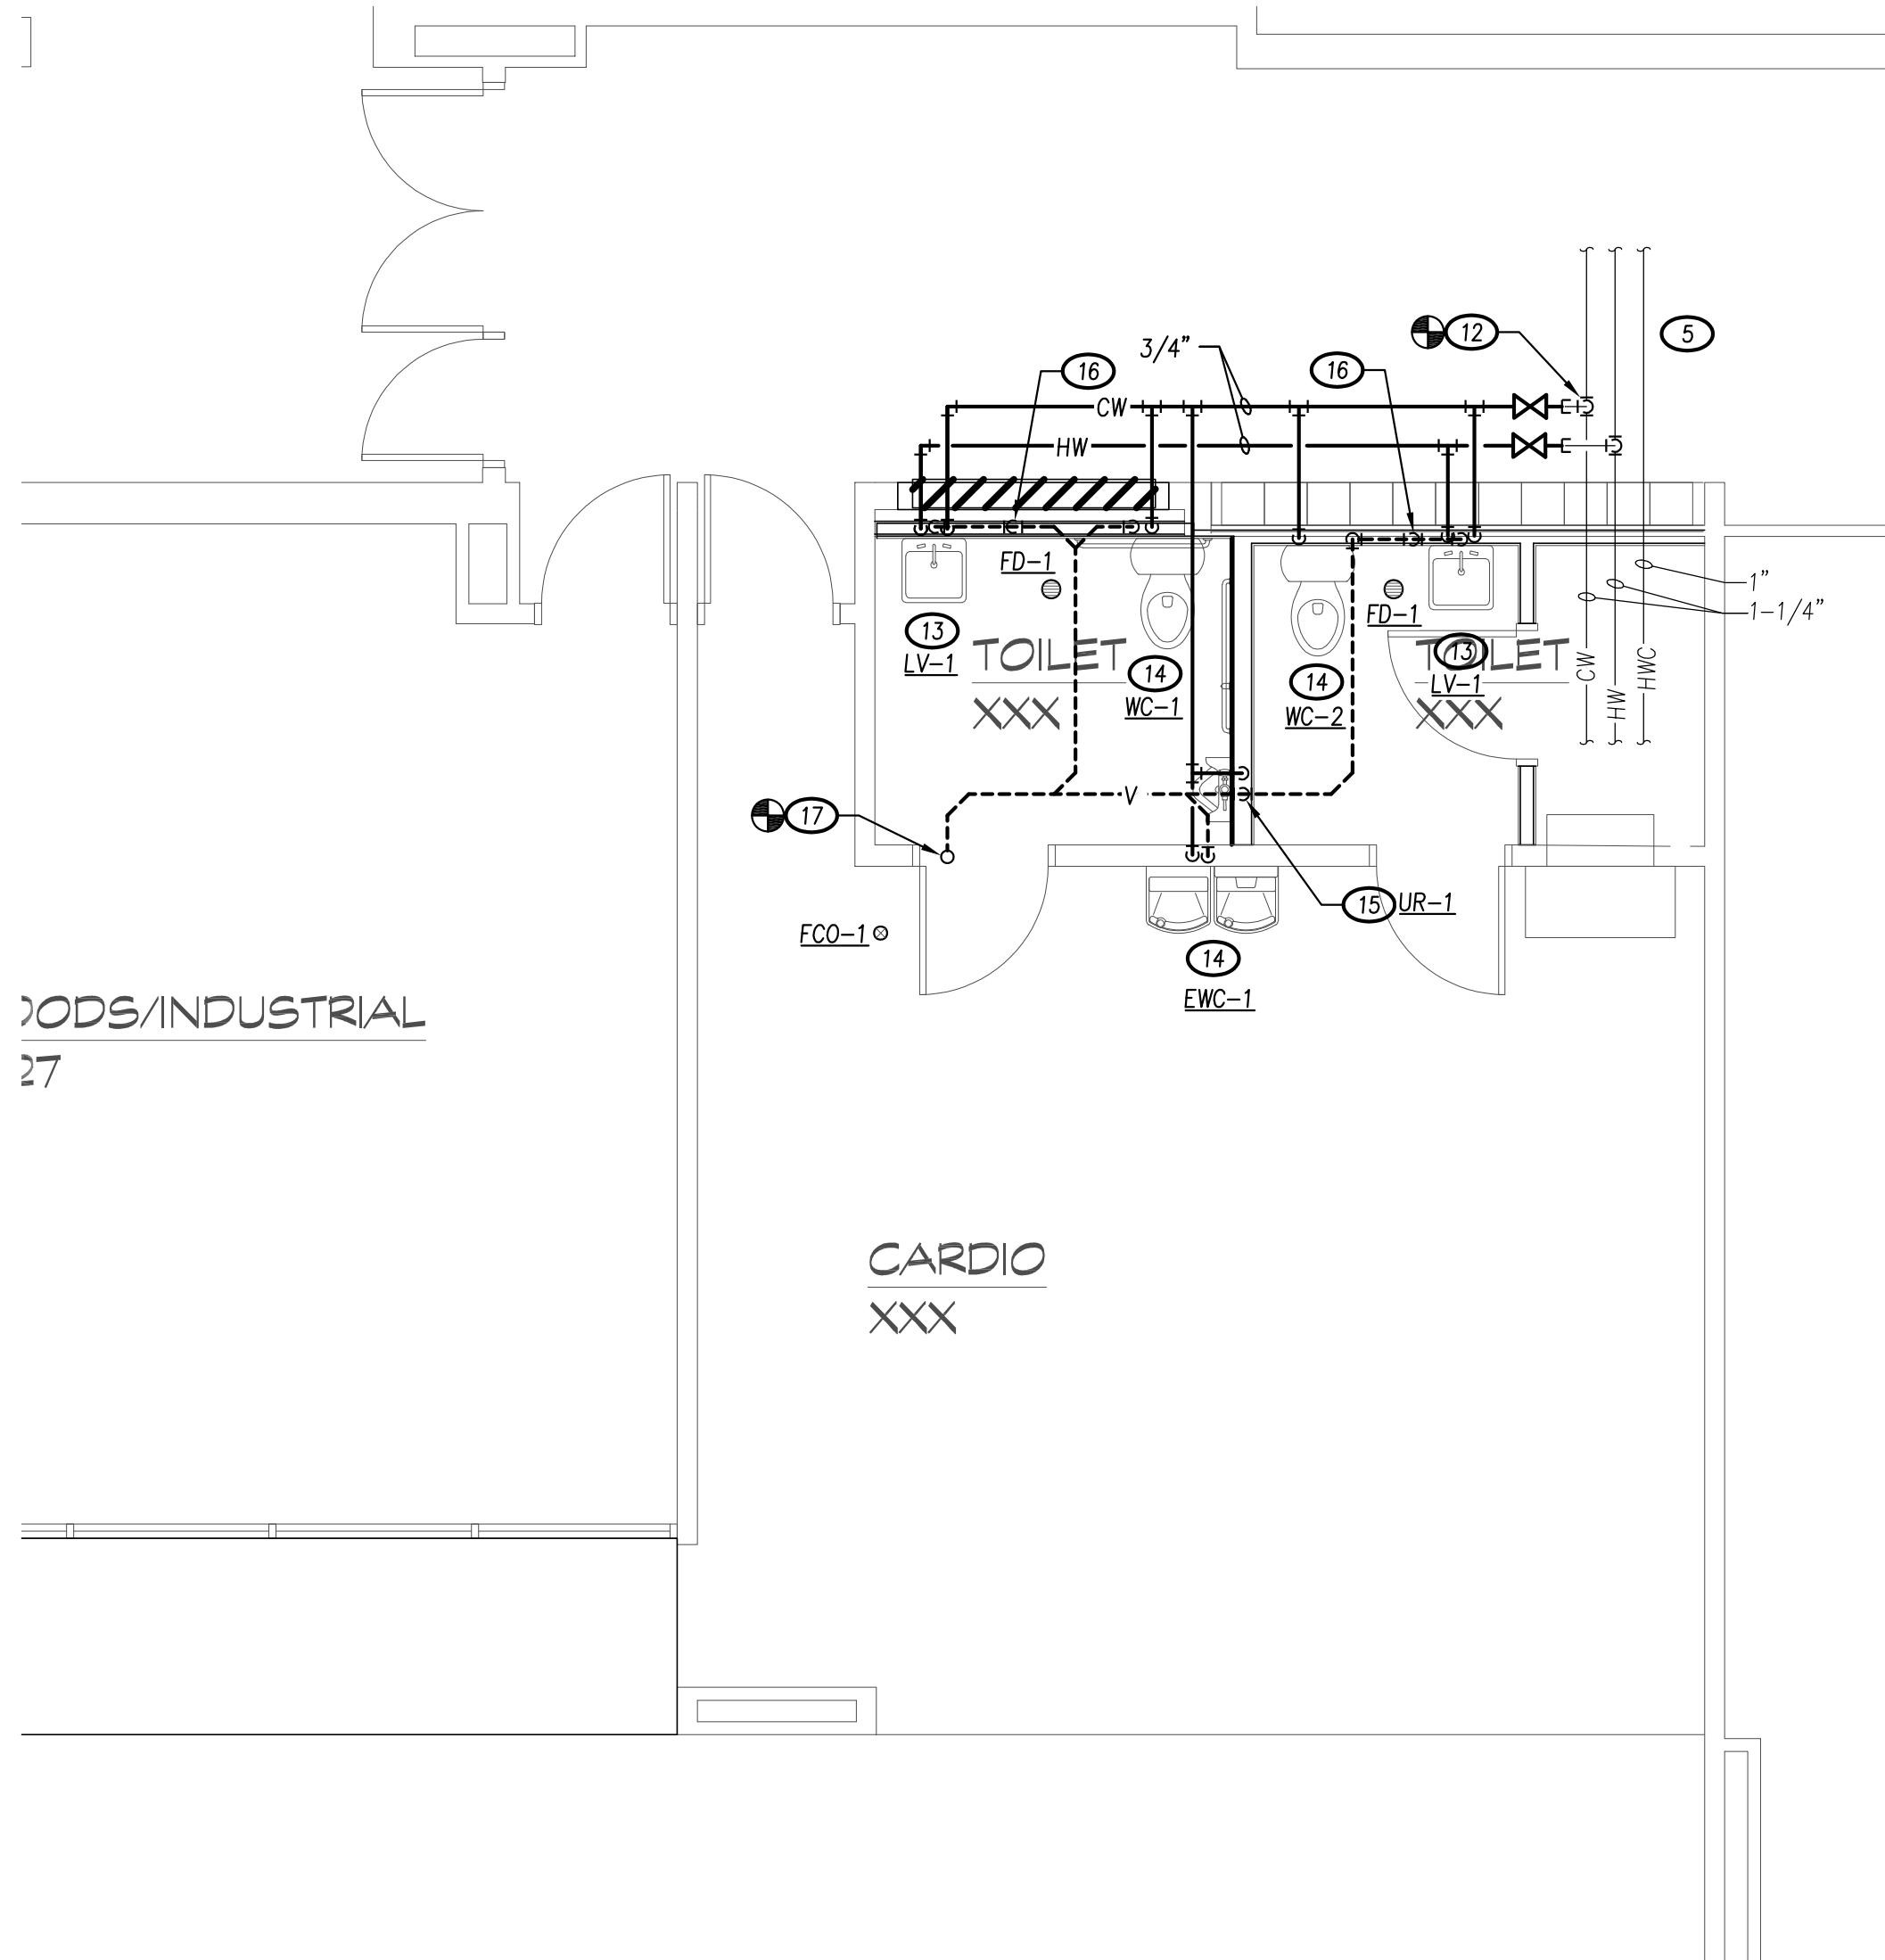 12
5
3/4"
16
16
CW
HW
FD-1
1"
FD-1
1-1/4"
13
LV-1
TOILET
XXX
14
WC-1
14
WC-2
TOILET
XXX
13
LV-1
CW
HW
HWC
V
17
15 UR-1
FCO-1
14
EWC-1
ODS/INDUSTRIAL
27
CARDIO
XXX